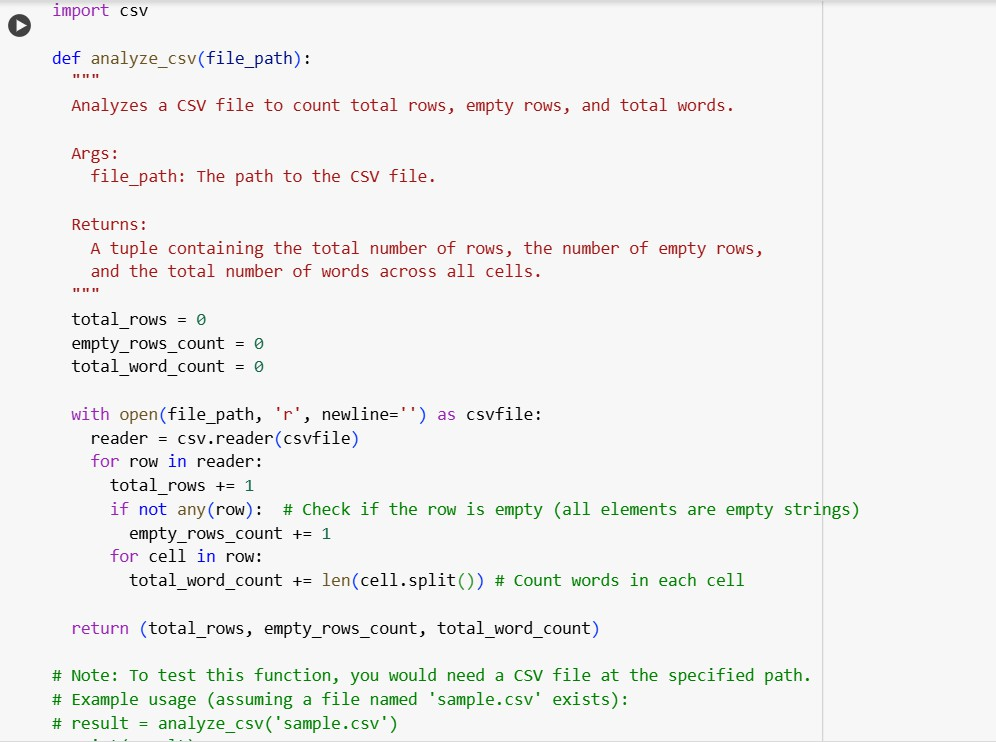 import csv
def analyze_csv(file_path):
"""
Analyzes a CSV file to count total rows, empty rows, and total words.
Args:
file_path: The path to the CSV file.
Returns:
A tuple containing the total number of rows, the number of empty rows,
and the total number of words across all cells.
"""
total_rows = 0
empty_rows_count = 0
total_word_count = 0
with open(file_path, 'r', newline='') as csvfile:
reader = csv.reader(csvfile)
for row in reader:
total_rows += 1
if not any(row):  # Check if the row is empty (all elements are empty strings)
empty_rows_count += 1
for cell in row:
total_word_count += len(cell.split()) # Count words in each cell
return (total_rows, empty_rows_count, total_word_count)
# Note: To test this function, you would need a CSV file at the specified path.
# Example usage (assuming a file named 'sample.csv' exists):
# result = analyze_csv('sample.csv')